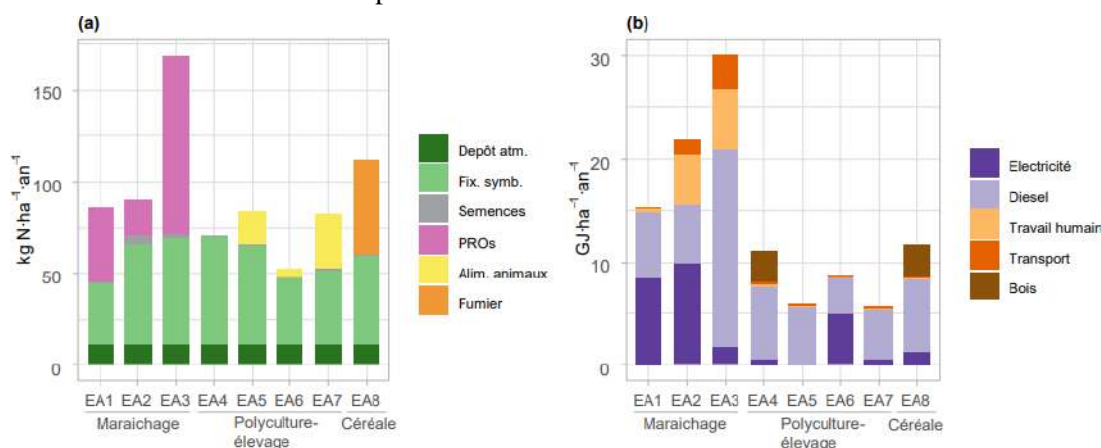 (a)
kg N·ha⁻¹·an⁻¹
150
100
50
0
EA1 EA2 EA3 EA4 EA5 EA6 EA7 EA8
Maraichage
Polyculture-
élevage
Céréale
Depôt atm.
Fix. symb.
Semences
PROs
Alim. animaux
Fumier
(b)
GJ·ha⁻¹·an⁻¹
30
20
10
0
EA1 EA2 EA3 EA4 EA5 EA6 EA7 EA8
Maraichage
Polyculture-
élevage
Céréale
Electricité
Diesel
Travail humain
Transport
Bois